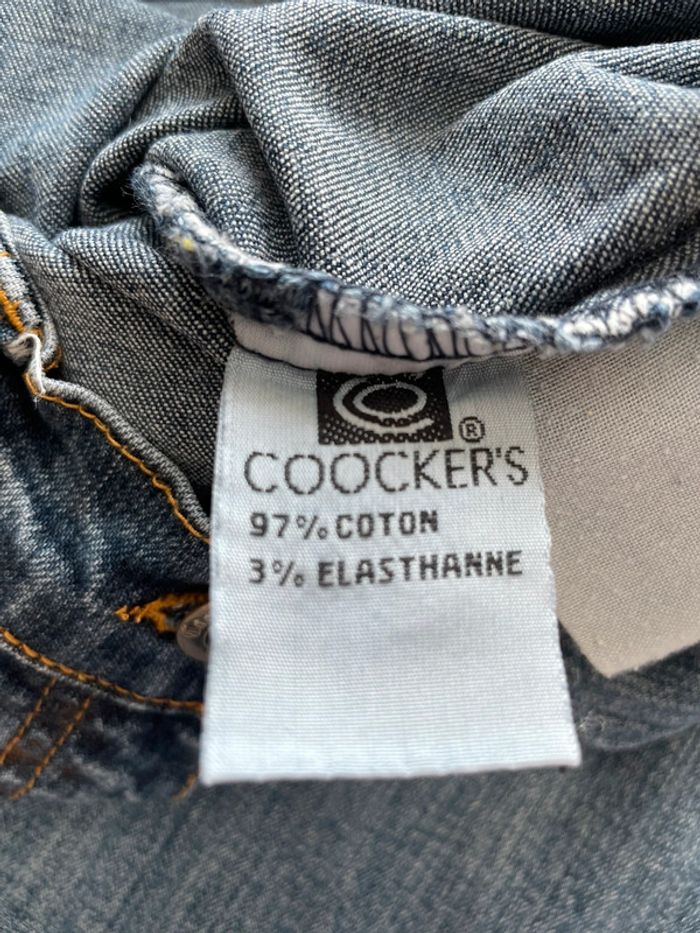 ®
COOCKER'S
97% COTON
3% ELASTHANNE